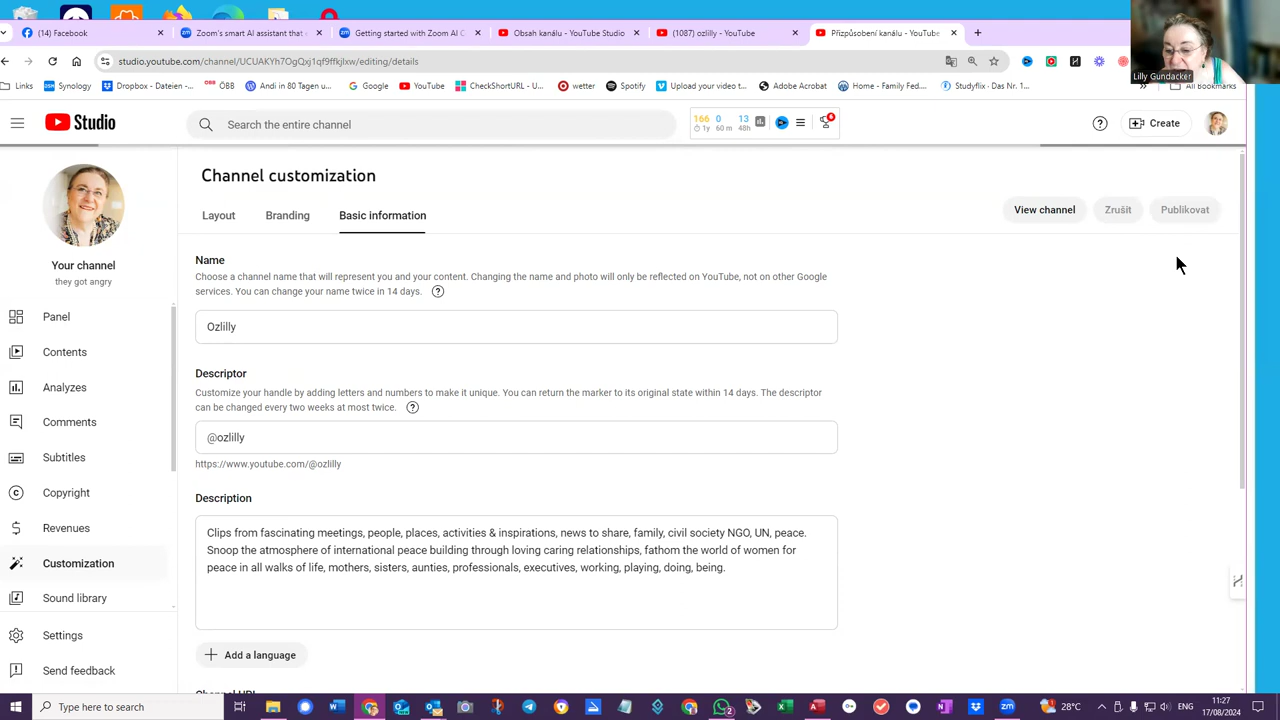 (14) Facebook
Zoom's smart AI assistant that
Getting started with Zoom AI C
Obsah kanálu - YouTube Studio
(1087) ozlilly - YouTube
Přizpůsobení kanálu - YouTube
studio.youtube.com/channel/UCUAKYh7OgQxj1qf9ffkjlxw/editing/details
Lilly Gundacker
Links
Synology
Dropbox - Dateien -...
ÖBB
Andi in 80 Tagen u...
Google
YouTube
CheckShortURL - U...
wetter
Spotify
Upload your video t...
Adobe Acrobat
Home - Family Fed...
Studyflix - Das Nr. 1...
All Bookmarks
Studio
Search the entire channel
166 0 13
1y 60 m 48h
6
Create
Channel customization
Layout
Branding
Basic information
View channel
Zrušit
Publikovat
Your channel
they got angry
Panel
Contents
Analyzes
Comments
Subtitles
Copyright
Revenues
Customization
Sound library
Settings
Send feedback
Name
Choose a channel name that will represent you and your content. Changing the name and photo will only be reflected on YouTube, not on other Google
services. You can change your name twice in 14 days.
Ozlilly
Descriptor
Customize your handle by adding letters and numbers to make it unique. You can return the marker to its original state within 14 days. The descriptor
can be changed every two weeks at most twice.
@ozlilly
https://www.youtube.com/@ozlilly
Description
Clips from fascinating meetings, people, places, activities & inspirations, news to share, family, civil society NGO, UN, peace.
Snoop the atmosphere of international peace building through loving caring relationships, fathom the world of women for
peace in all walks of life, mothers, sisters, aunties, professionals, executives, working, playing, doing, being.
Add a language
Type here to search
2
28°C
ENG
11:27
17/08/2024